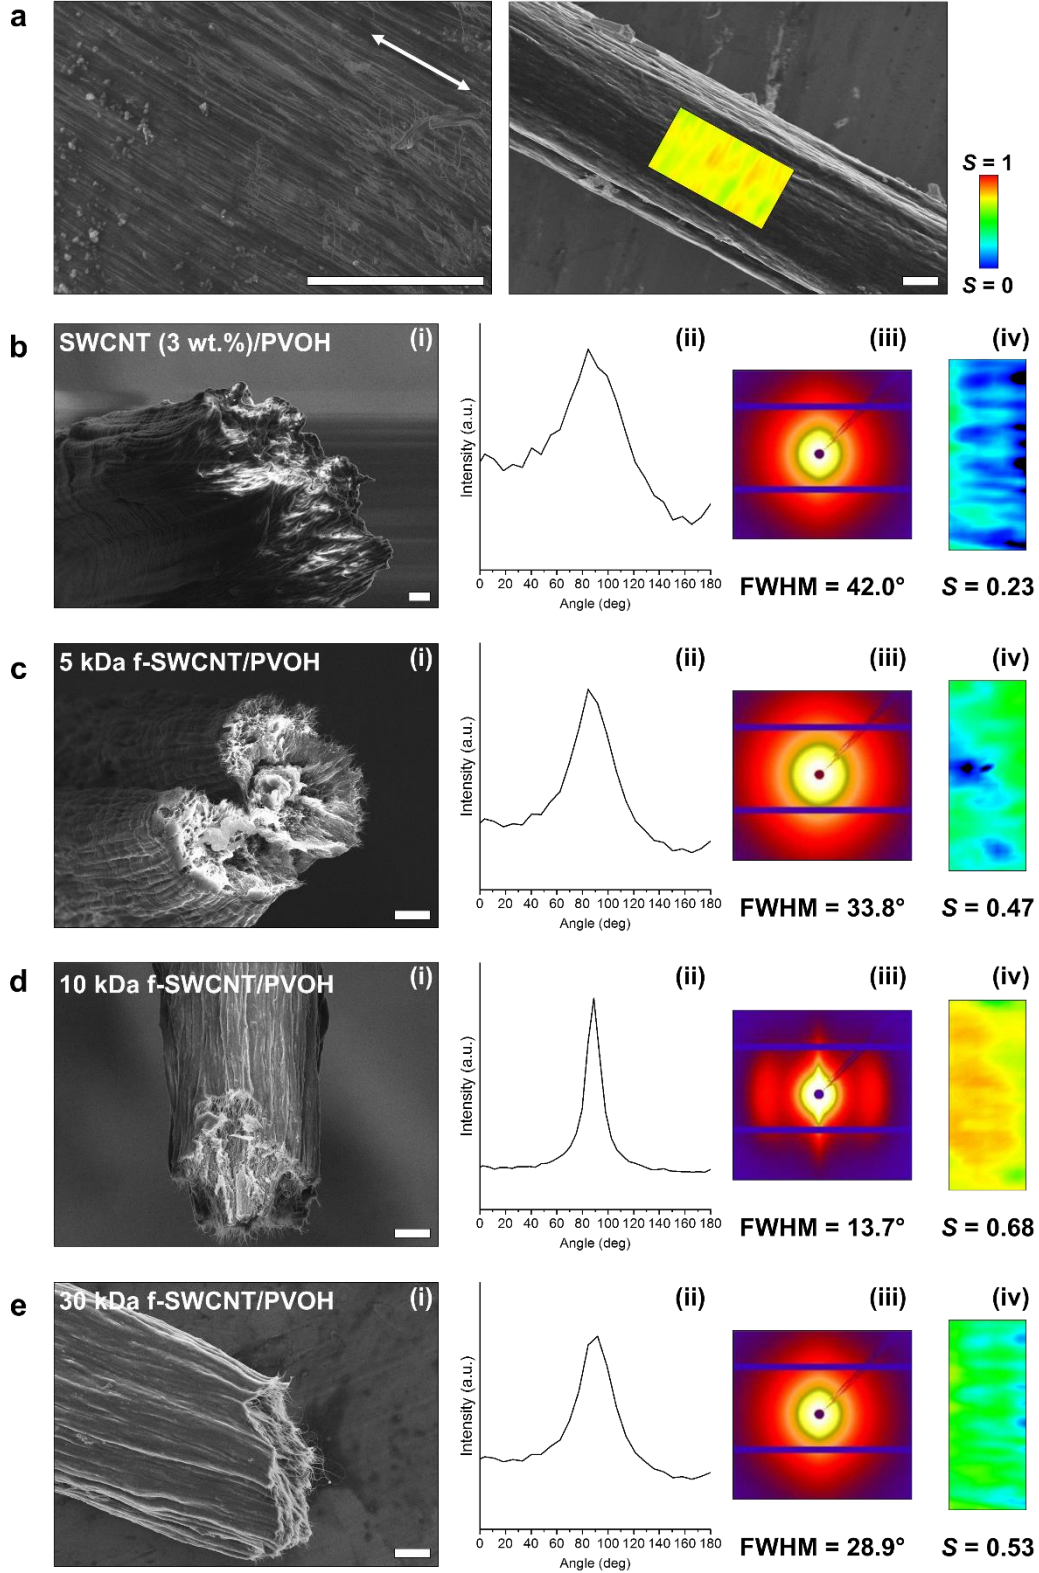 a
S = 1
S = 0
b
SWCNT (3 wt.%)/PVOH (i)
(ii)
(iii)
(iv)
Intensity (a.u.)
0 20 40 60 80 100 120 140 160 180
Angle (deg)
FWHM = 42.0°
S = 0.23
c
5 kDa f-SWCNT/PVOH (i)
(ii)
(iii)
(iv)
Intensity (a.u.)
0 20 40 60 80 100 120 140 160 180
Angle (deg)
FWHM = 33.8°
S = 0.47
d
10 kDa f-SWCNT/PVOH (i)
(ii)
(iii)
(iv)
Intensity (a.u.)
0 20 40 60 80 100 120 140 160 180
Angle (deg)
FWHM = 13.7°
S = 0.68
e
30 kDa f-SWCNT/PVOH (i)
(ii)
(iii)
(iv)
Intensity (a.u.)
0 20 40 60 80 100 120 140 160 180
Angle (deg)
FWHM = 28.9°
S = 0.53